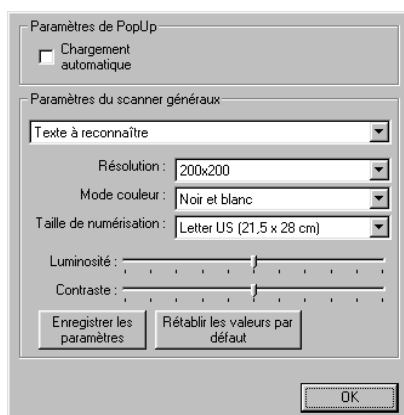 Paramètres de PopUp
Chargement
automatique
Paramètres du scanner généraux
Texte à reconnaître
Résolution : 200x200
Mode couleur : Noir et blanc
Taille de numérisation : Letter US (21,5 x 28 cm)
Luminosité :
Contraste :
Enregistrer les
paramètres
Rétablir les valeurs par
défaut
OK